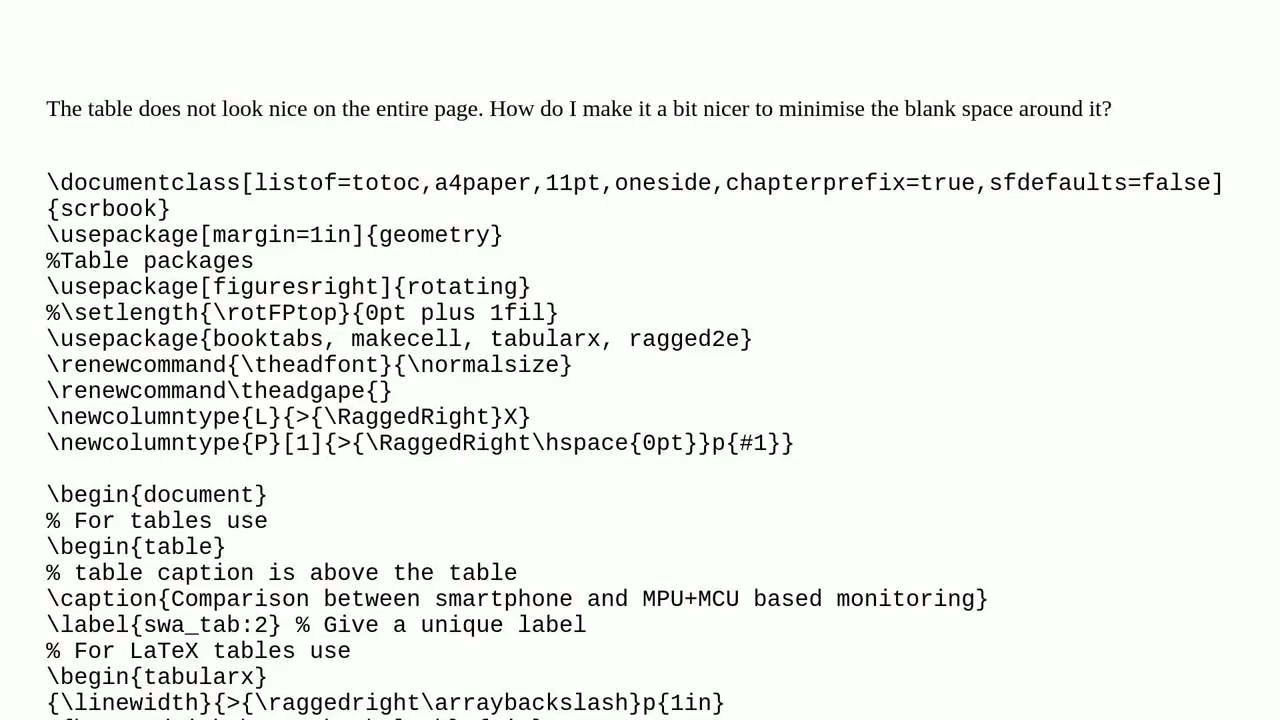 The table does not look nice on the entire page. How do I make it a bit nicer to minimise the blank space around it?
\documentclass[listof=totoc,a4paper,11pt,oneside,chapterprefix=true,sfdefaults=false]
{scrbook}
\usepackage[margin=1in]{geometry}
%Table packages
\usepackage[figuresright]{rotating}
%\setlength{\rotFPtop}{0pt plus 1fil}
\usepackage{booktabs, makecell, tabularx, ragged2e}
\renewcommand{\theadfont}{\normalsize}
\renewcommand\theadgape{}
\newcolumntype{L}{>{\RaggedRight}X}
\newcolumntype{P}[1]{>{\RaggedRight\hspace{0pt}}p{#1}}
\begin{document}
% For tables use
\begin{table}
% table caption is above the table
\caption{Comparison between smartphone and MPU+MCU based monitoring}
\label{swa_tab:2} % Give a unique label
% For LaTeX tables use
\begin{tabularx}
{\linewidth}{>{\raggedright\arraybackslash}p{1in}